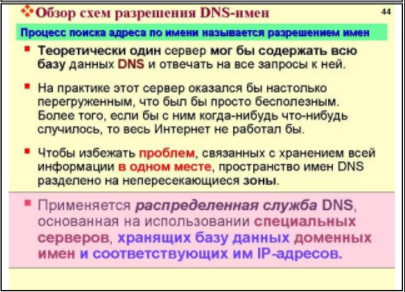 ❖Обзор схем разрешения DNS-имен
44
Процесс поиска адреса по имени называется разрешением имен
▪ Теоретически один сервер мог бы содержать всю
базу данных DNS и отвечать на все запросы к ней.
▪ На практике этот сервер оказался бы настолько
перегруженным, что был бы просто бесполезным.
Более того, если бы с ним когда-нибудь что-нибудь
случилось, то весь Интернет не работал бы.
▪ Чтобы избежать проблем, связанных с хранением всей
информации в одном месте, пространство имен DNS
разделено на непересекающиеся зоны.
▪ Применяется распределенная служба DNS,
основанная на использовании специальных
серверов, хранящих базу данных доменных
имен и соответствующих им IP-адресов.